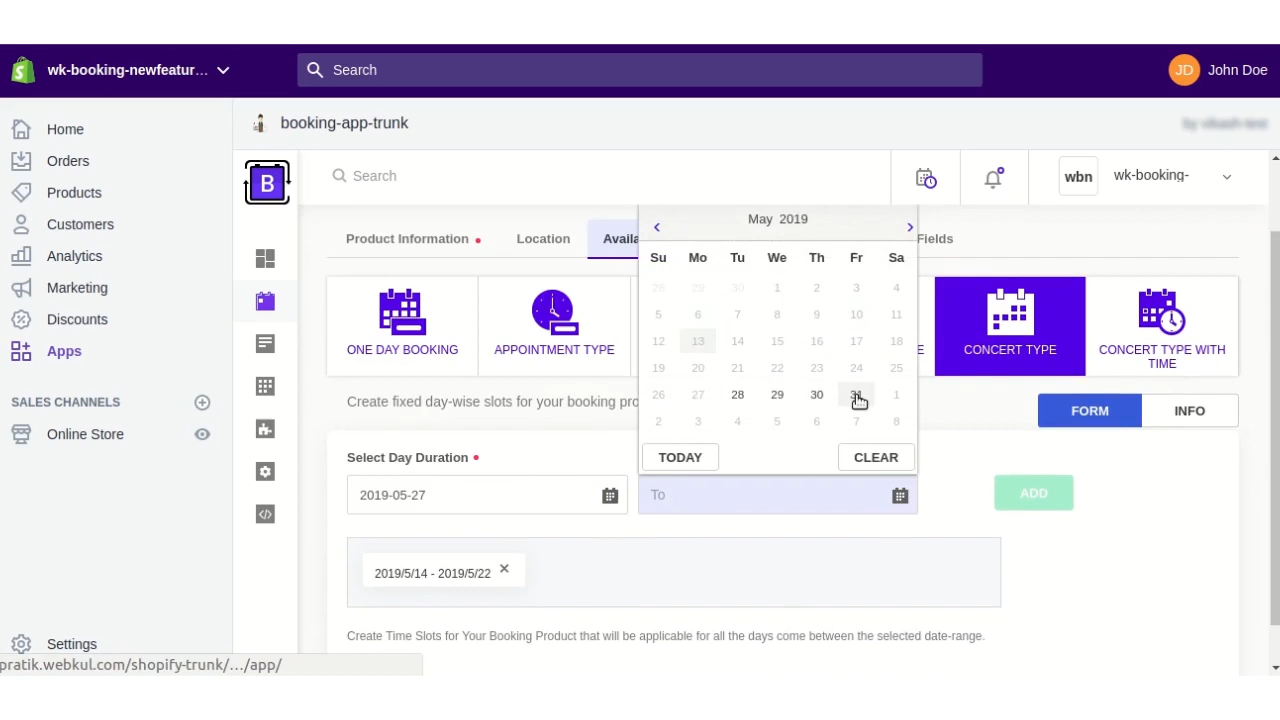 wk-booking-newfeatur...
Search
JD
John Doe
Home
Orders
Products
Customers
Analytics
Marketing
Discounts
Apps
SALES CHANNELS
Online Store
Settings
pratik.webkul.com/shopify-trunk/.../app/
booking-app-trunk
by vikash-test
B
Search
wbn
wk-booking-
Product Information
Location
Availa
Fields
ONE DAY BOOKING
APPOINTMENT TYPE
E
CONCERT TYPE
CONCERT TYPE WITH
TIME
May 2019
Su Mo Tu We Th Fr Sa
28 29 30 1 2 3 4
5 6 7 8 9 10 11
12 13 14 15 16 17 18
19 20 21 22 23 24 25
26 27 28 29 30 31 1
2 3 4 5 6 7 8
TODAY
CLEAR
Create fixed day-wise slots for your booking pro
FORM
INFO
Select Day Duration
2019-05-27
To
ADD
2019/5/14 - 2019/5/22
Create Time Slots for Your Booking Product that will be applicable for all the days come between the selected date-range.